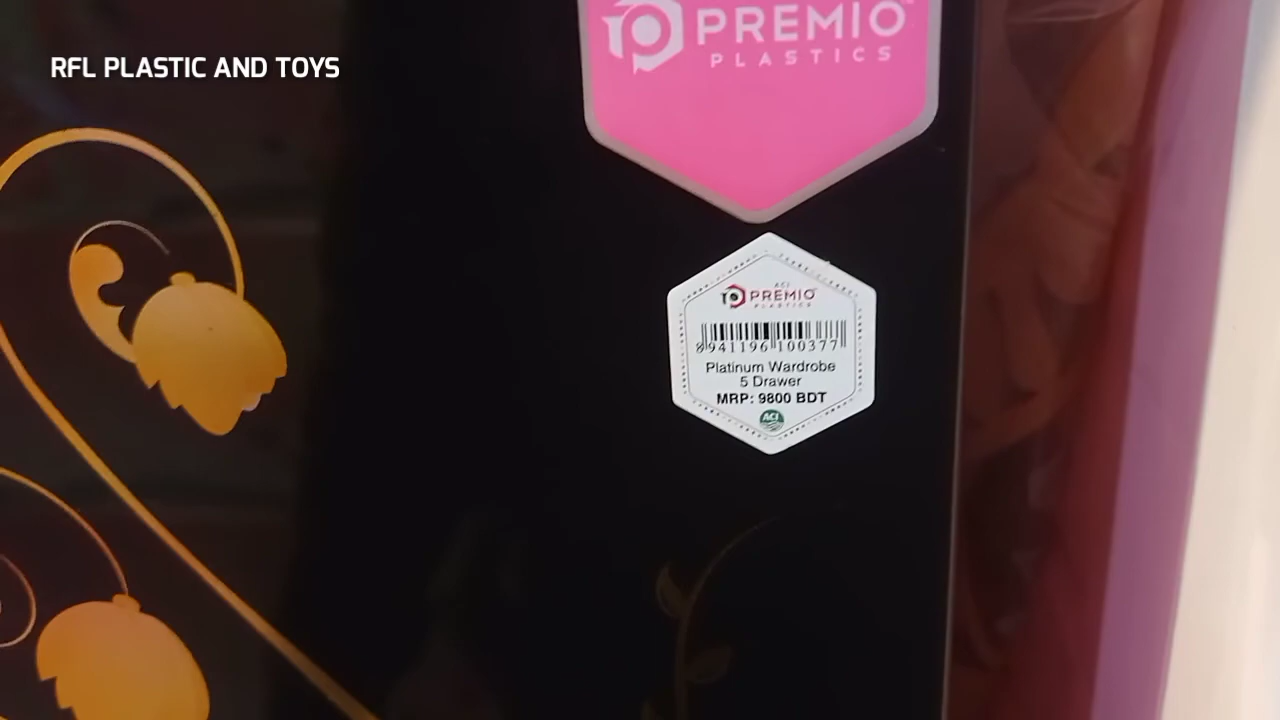 RFL PLASTIC AND TOYS
PREMIO
PLASTICS
ACI
PREMIO
PLASTICS
8941196100377
Platinum Wardrobe
5 Drawer
MRP: 9800 BDT
ACI